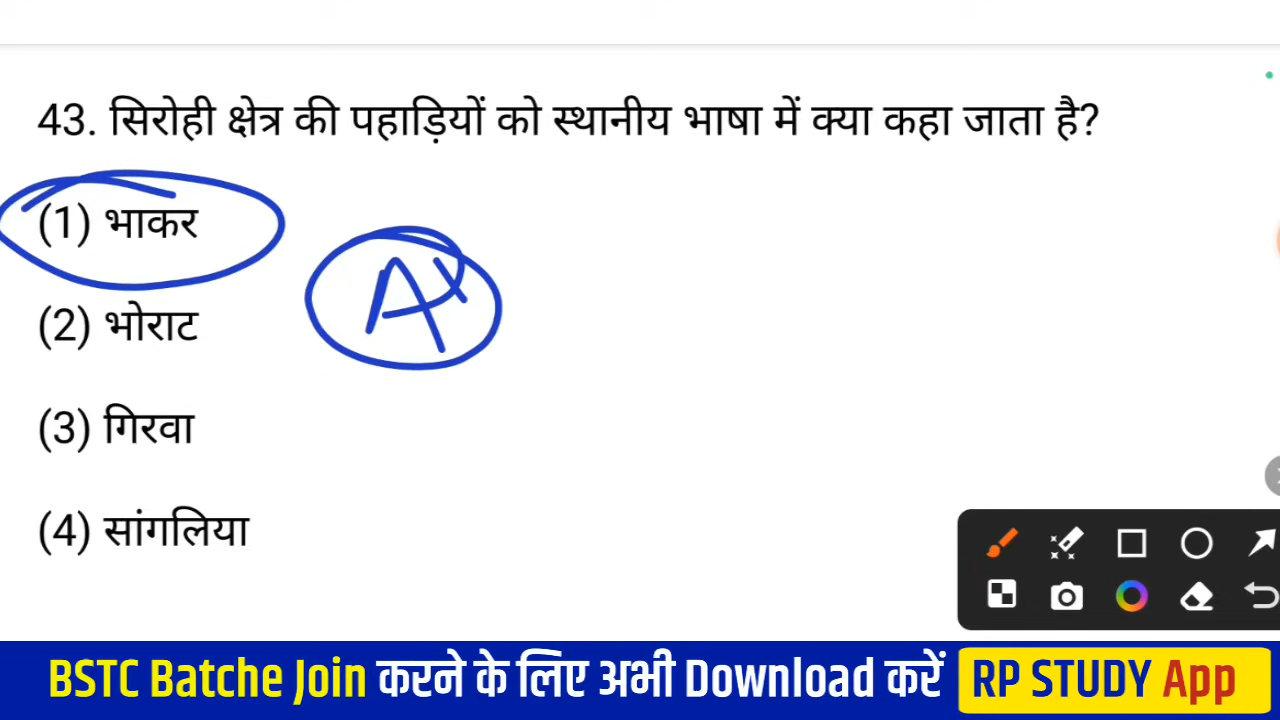 43. सिरोही क्षेत्र की पहाड़ियों को स्थानीय भाषा में क्या कहा जाता है?
(1) भाकर
A
(2) भोराट
(3) गिरवा
(4) सांगलिया
BSTC Batche Join करने के लिए अभी Download करें RP STUDY App